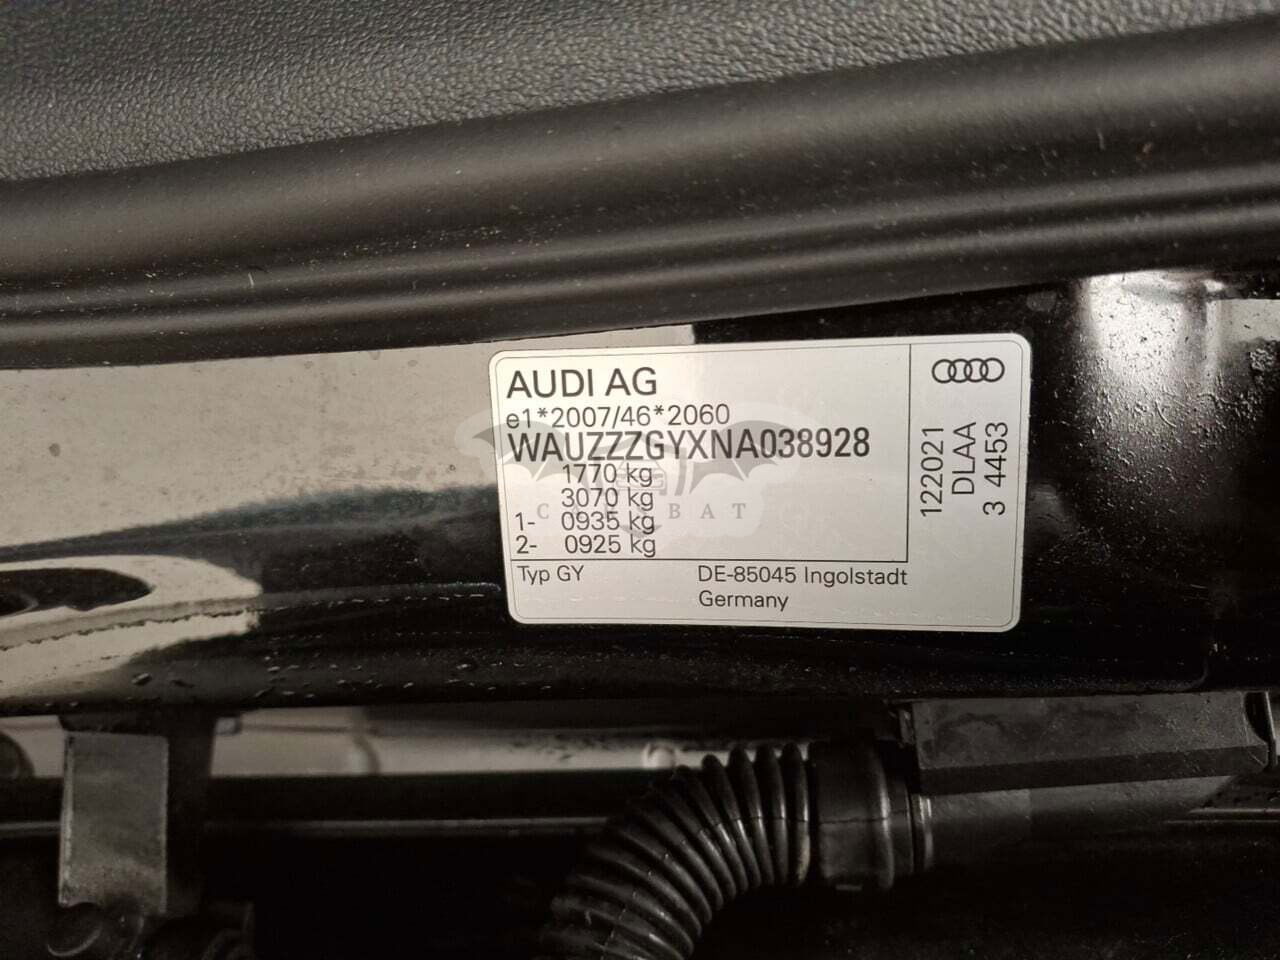 AUDI AG
e1*2007/46*2060
WAUZZZGYXNA038928
1770 kg
3070 kg
1- 0935 kg
2- 0925 kg
Typ GY
DE-85045 Ingolstadt
Germany
122021
DLAA
3 4453
CARSBAT